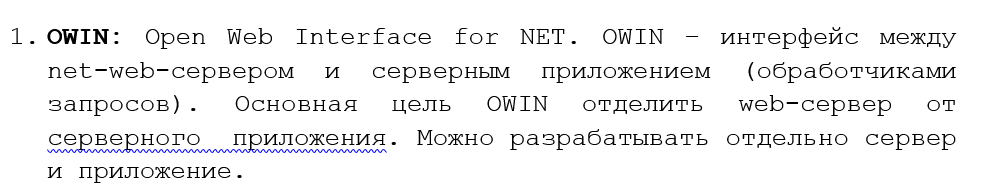 1. OWIN: Open Web Interface for NET. OWIN – интерфейс между
net-web-сервером и серверным приложением (обработчиками
запросов). Основная цель OWIN отделить web-сервер от
серверного приложения. Можно разрабатывать отдельно сервер
и приложение.